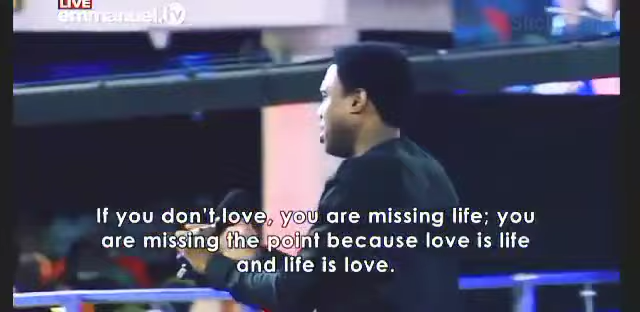 LIVE
emmanuel.tv
If you don't love, you are missing life; you
are missing the point because love is life
and life is love.